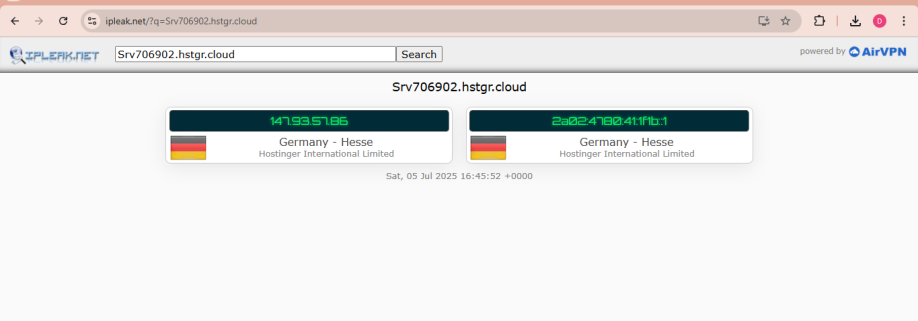 ipleak.net/?q=Srv706902.hstgr.cloud
D
IPLEAK.NET Srv706902.hstgr.cloud Search powered by AirVPN
Srv706902.hstgr.cloud
147.93.57.86
Germany - Hesse
Hostinger International Limited
2a02:4780:41:1f1b::1
Germany - Hesse
Hostinger International Limited
Sat, 05 Jul 2025 16:45:52 +0000